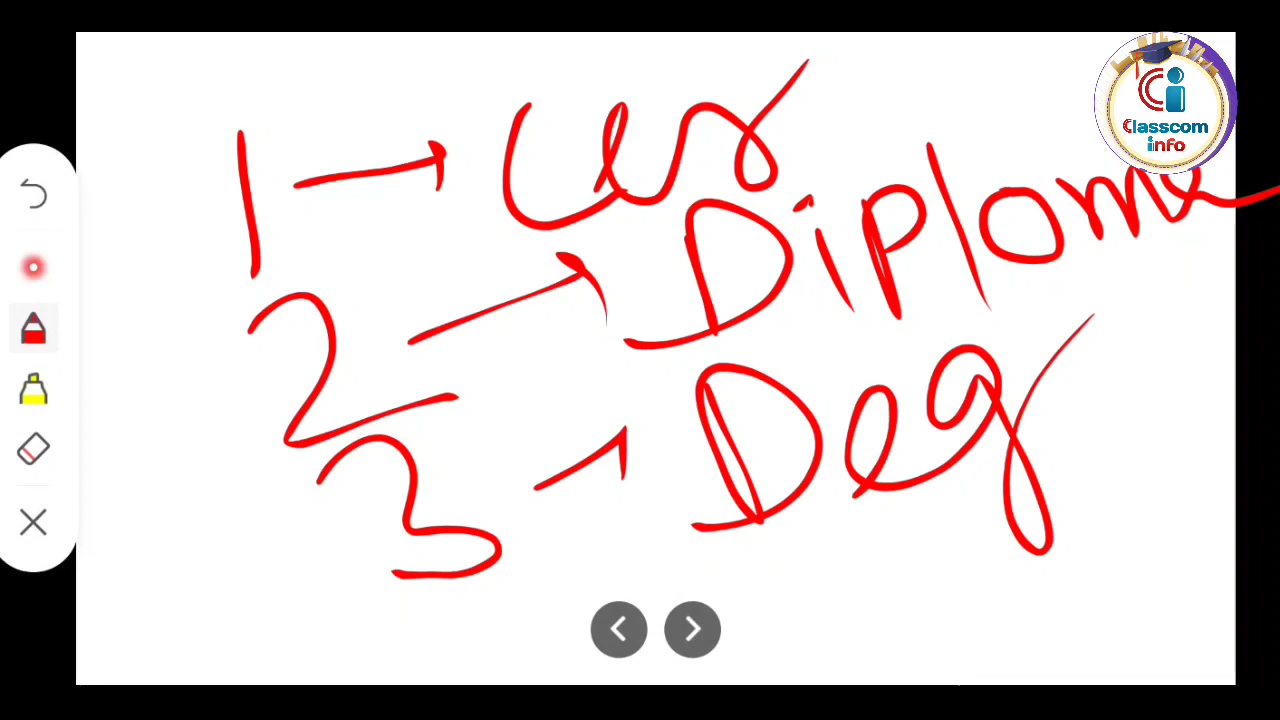 1 → Cer
2 → Diploma
3 → Deg
Classcom
info